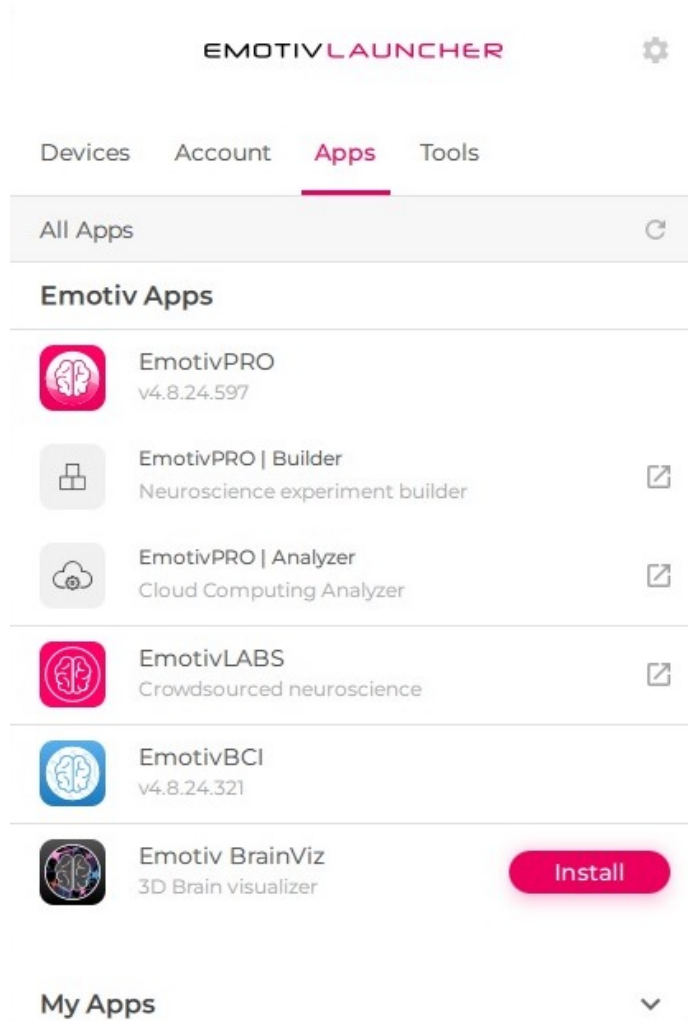 EMOTIVLAUNCHER
Devices Account Apps Tools
All Apps
Emotiv Apps
EmotivPRO
v4.8.24.597
EmotivPRO | Builder
Neuroscience experiment builder
EmotivPRO | Analyzer
Cloud Computing Analyzer
EmotivLABS
Crowdsourced neuroscience
EmotivBCI
v4.8.24.321
Emotiv BrainViz
3D Brain visualizer
Install
My Apps